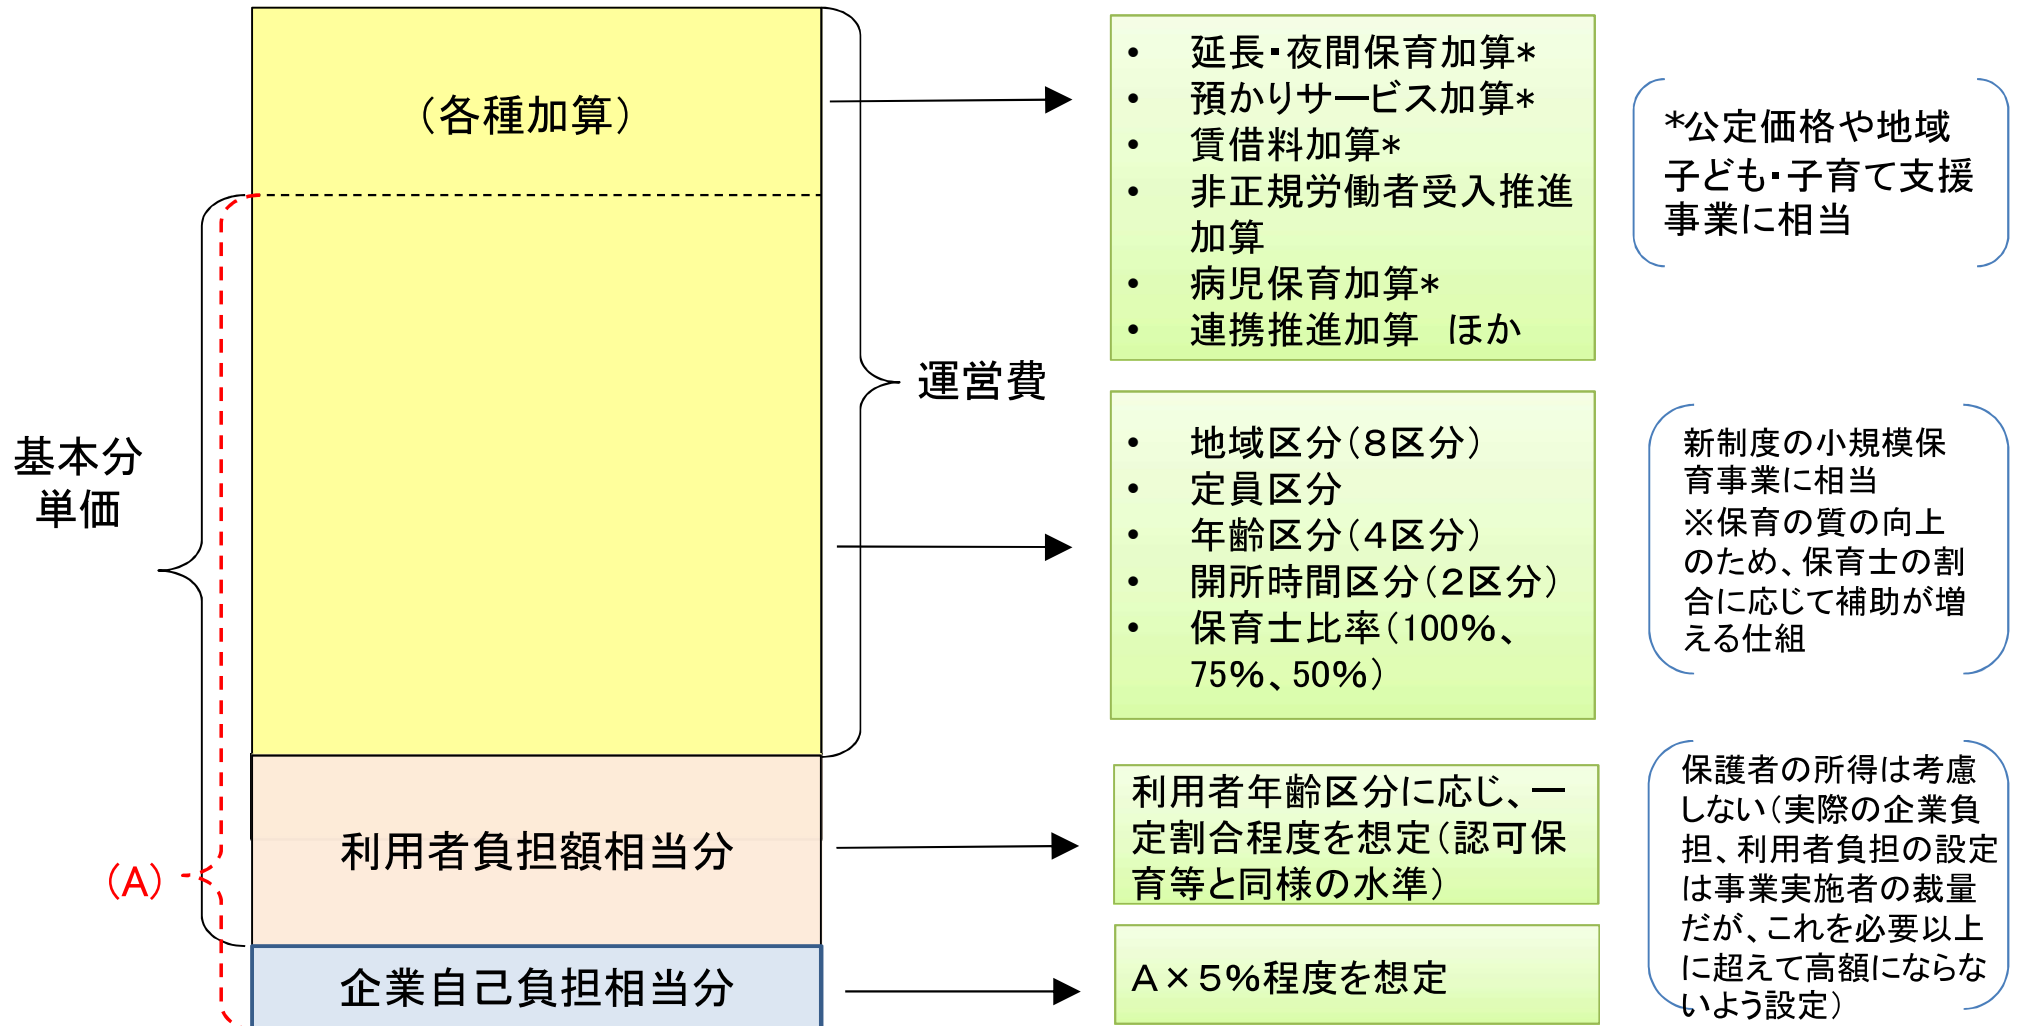 （各種加算）
基本分
単価
（A）
利用者負担額相当分
企業自己負担相当分
運営費
• 延長・夜間保育加算*
• 預かりサービス加算*
• 賃借料加算*
• 非正規労働者受入推進
加算
• 病児保育加算*
• 連携推進加算　ほか
*公定価格や地域
子ども・子育て支援
事業に相当
• 地域区分（８区分）
• 定員区分
• 年齢区分（４区分）
• 開所時間区分（２区分）
• 保育士比率（100％、
75％、50％）
新制度の小規模保
育事業に相当
※保育の質の向上
のため、保育士の割
合に応じて補助が増
える仕組
利用者年齢区分に応じ、一
定割合程度を想定（認可保
育等と同様の水準）
Ａ×５％程度を想定
保護者の所得は考慮
しない（実際の企業負
担、利用者負担の設定
は事業実施者の裁量
だが、これを必要以上
に超えて高額にならな
いよう設定）